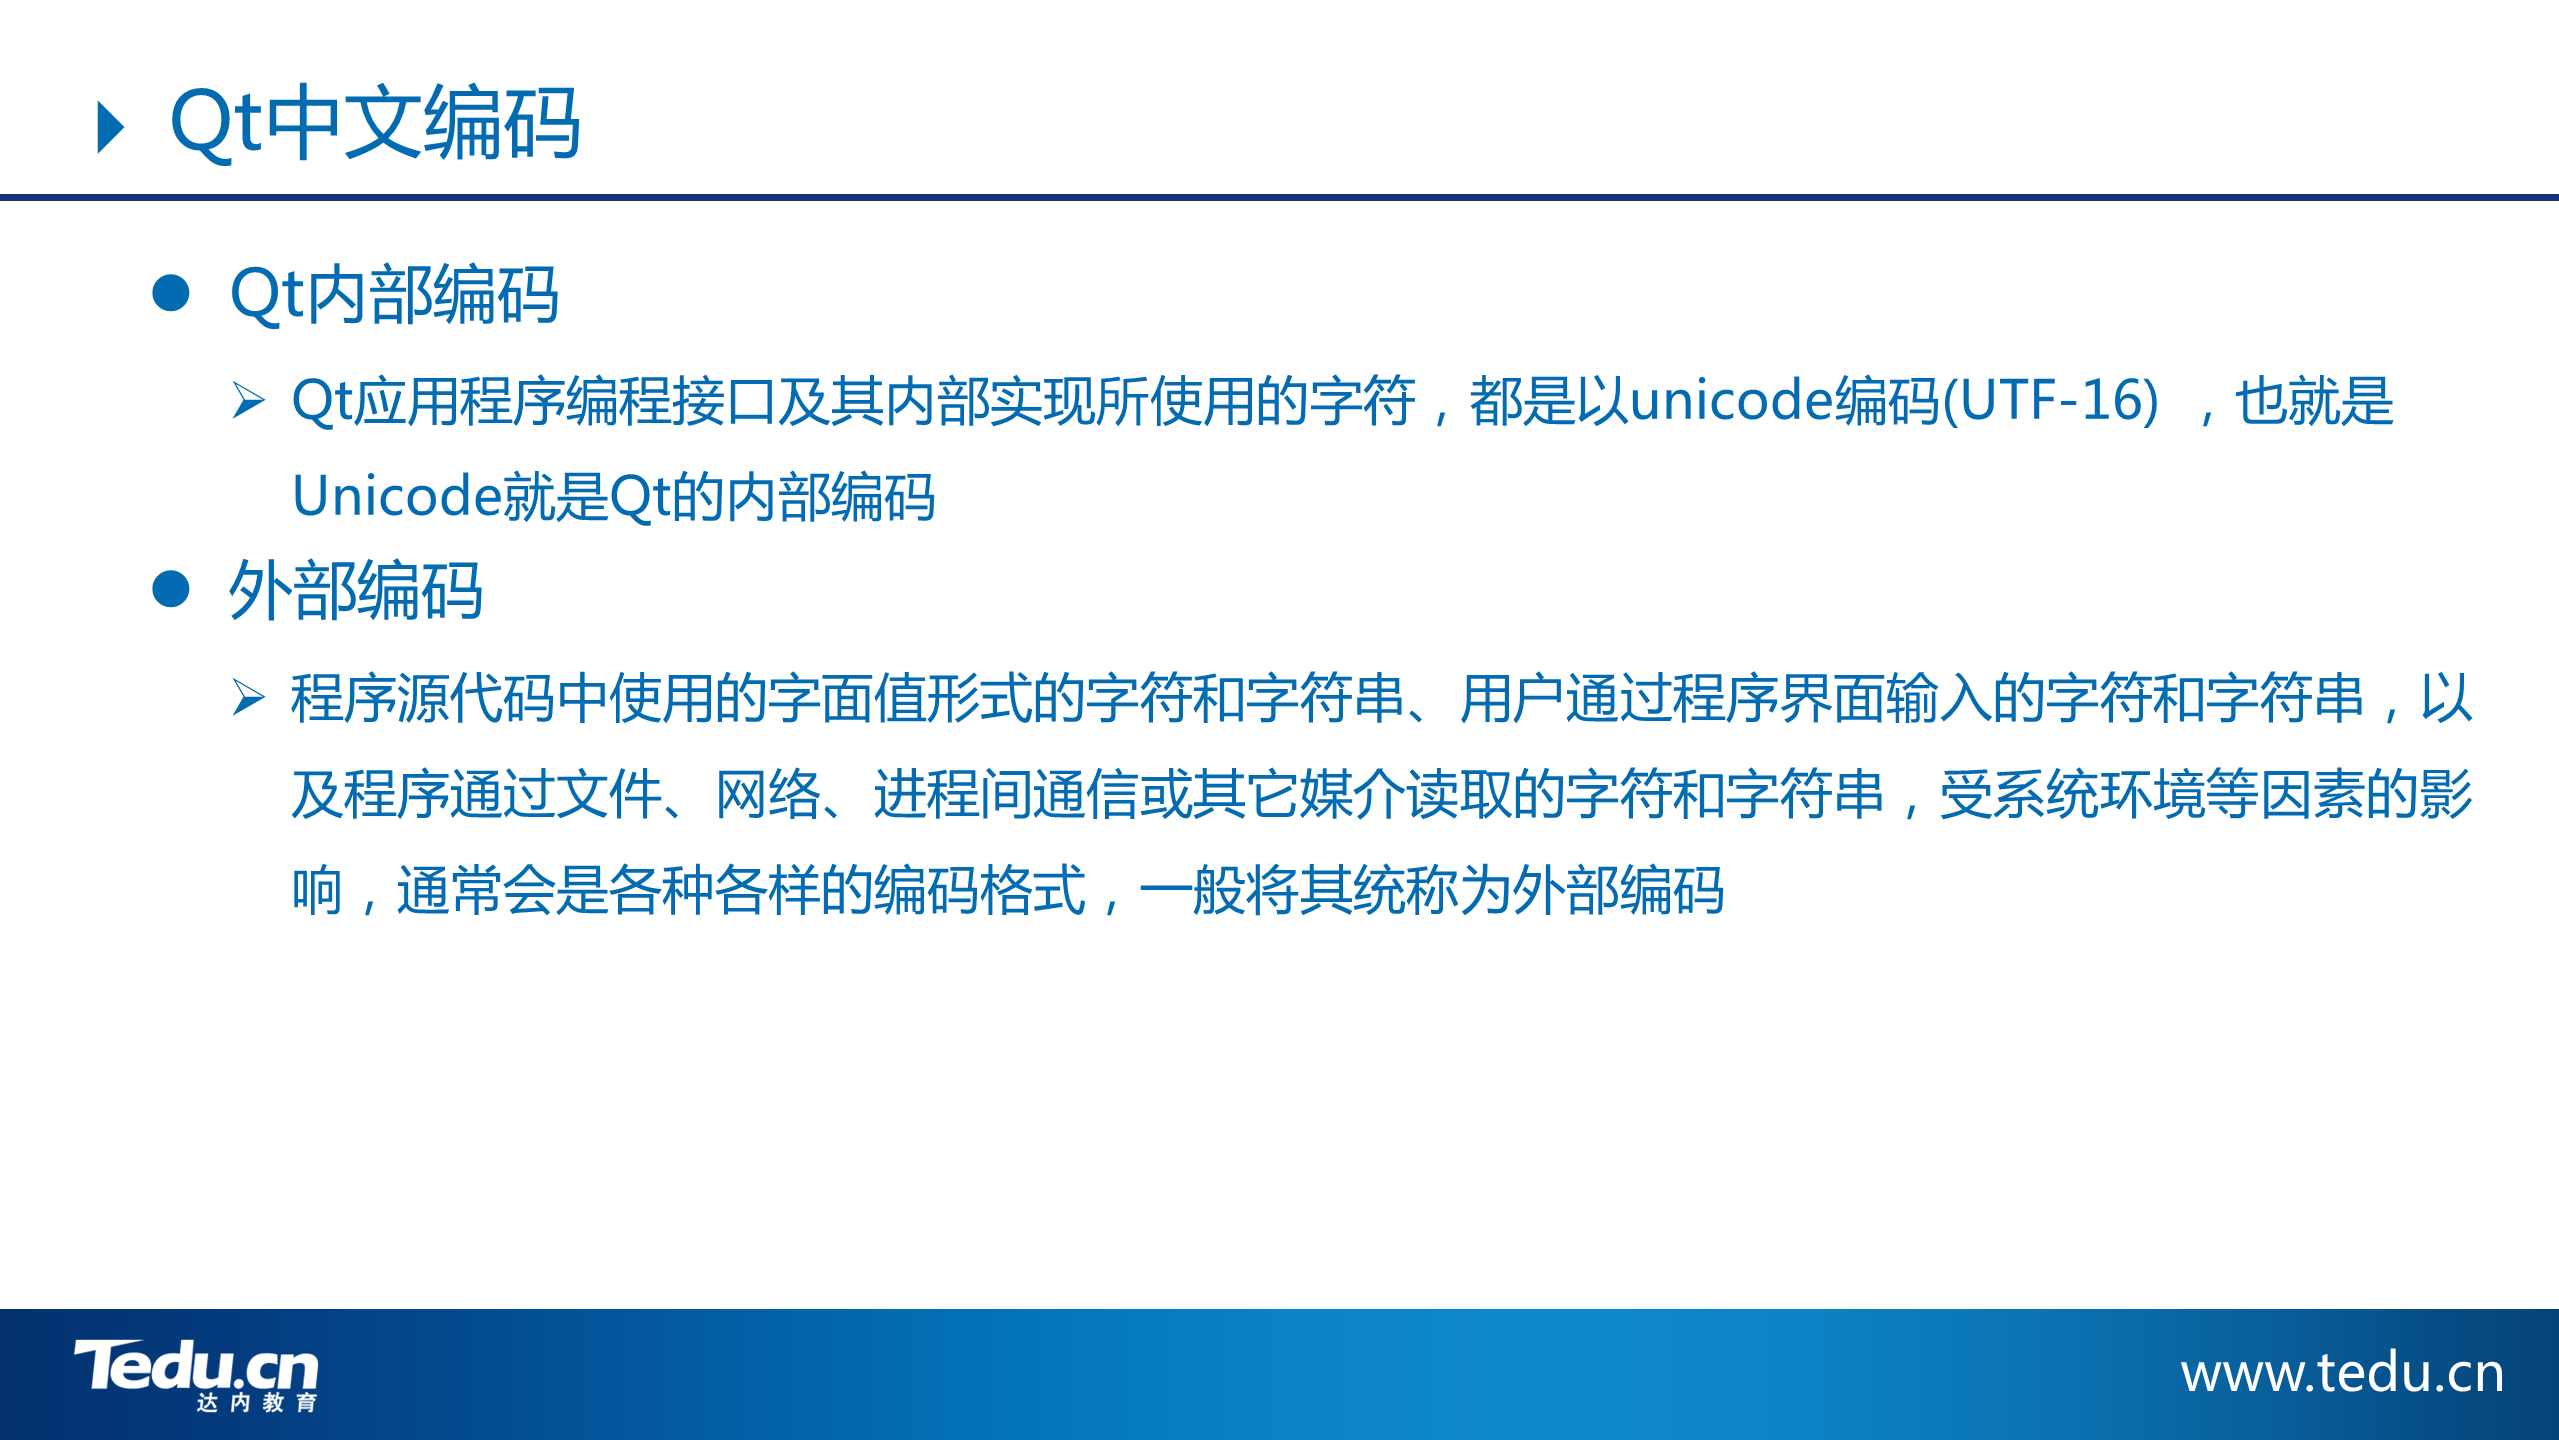 Qt中文编码
Qt内部编码
Qt应用程序编程接口及其内部实现所使用的字符，都是以unicode编码(UTF-16) ，也就是
Unicode就是Qt的内部编码
外部编码
程序源代码中使用的字面值形式的字符和字符串、用户通过程序界面输入的字符和字符串，以
及程序通过文件、网络、进程间通信或其它媒介读取的字符和字符串，受系统环境等因素的影
响，通常会是各种各样的编码格式，一般将其统称为外部编码
Tedu.cn
达内教育
www.tedu.cn